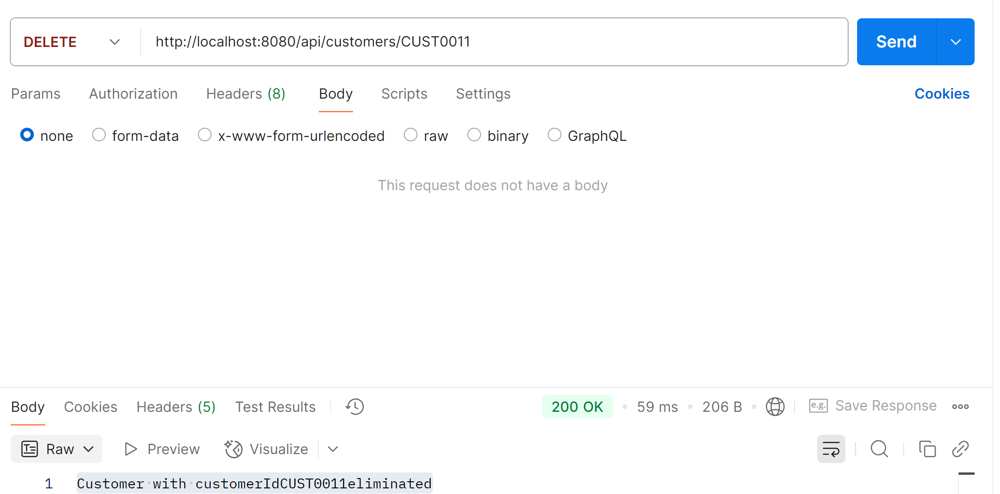 DELETE http://localhost:8080/api/customers/CUST0011 Send
Params Authorization Headers (8) Body Scripts Settings Cookies
none form-data x-www-form-urlencoded raw binary GraphQL
This request does not have a body
Body Cookies Headers (5) Test Results 200 OK 59 ms 206 B e.g. Save Response
Raw Preview Visualize
1 Customer with customerIdCUST0011eliminated